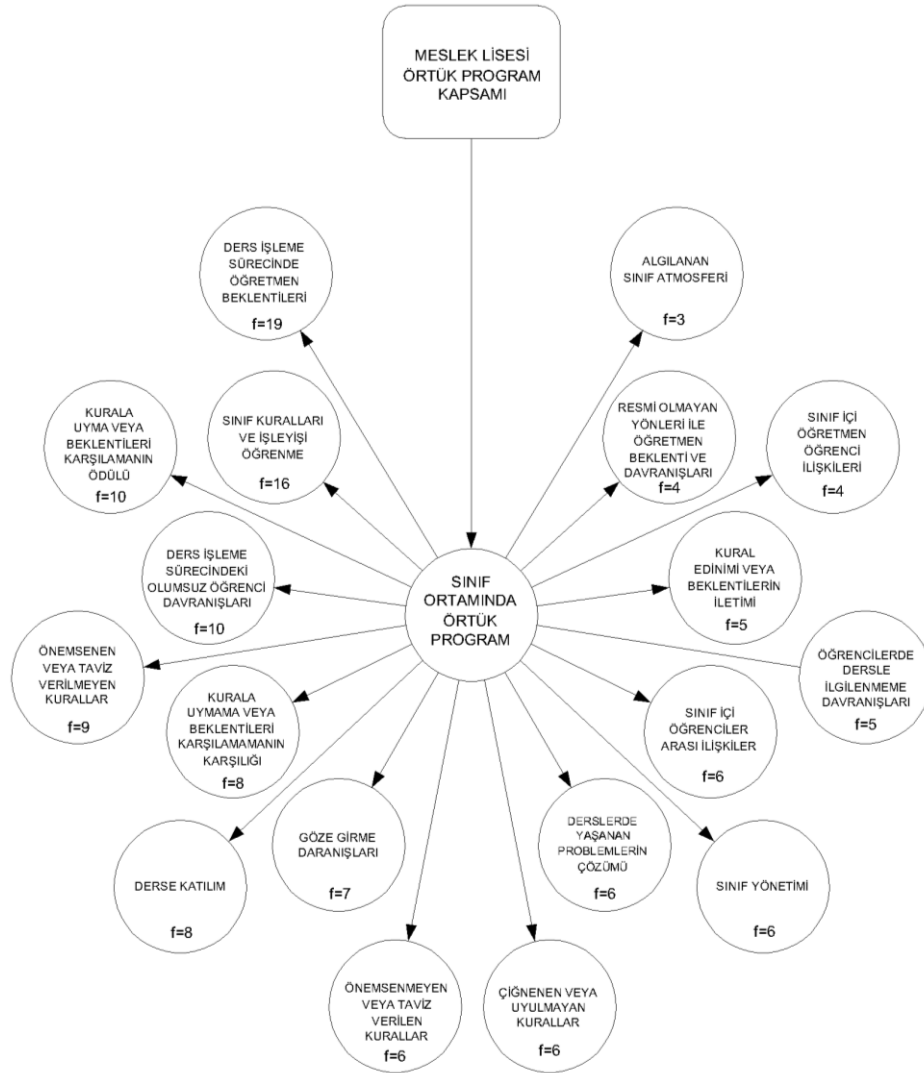 MESLEK LİSESİ
ÖRTÜK PROGRAM
KAPSAMI
DERS İŞLEME
SÜRECİNDE
ÖĞRETMEN
BEKLENTİLERİ
f=19
ALGILANAN
SINIF ATMOSFERİ
f=3
KURALA
UYMA VEYA
BEKLENTİLERİ
KARŞILAMANIN
ÖDÜLÜ
f=10
SINIF KURALLARI
VE İŞLEYİŞİ
ÖĞRENME
f=16
RESMİ OLMAYAN
YÖNLERİ İLE
ÖĞRETMEN
BEKLENTİ VE
DAVRANIŞLARI
f=4
SINIF İÇİ
ÖĞRETMEN
ÖĞRENCİ
İLİŞKİLERİ
f=4
DERS İŞLEME
SÜRECİNDEKİ
OLUMSUZ ÖĞRENCİ
DAVRANIŞLARI
f=10
SINIF
ORTAMINDA
ÖRTÜK
PROGRAM
KURAL
EDİNİMİ VEYA
BEKLENTİLERİN
İLETİMİ
f=5
ÖNEMSENEN
VEYA TAVİZ
VERİLMEYEN
KURALLAR
f=9
KURALA
UYMAMA VEYA
BEKLENTİLERİ
KARŞILAMAMANIN
KARŞILIĞI
f=8
SINIF İÇİ
ÖĞRENCİLER
ARASI İLİŞKİLER
f=6
ÖĞRENCİLERDE
DERSLE
İLGİLENMEME
DAVRANIŞLARI
f=5
DERSE KATILIM
f=8
GÖZE GİRME
DARANIŞLARI
f=7
DERSLERDE
YAŞANAN
PROBLEMLERİN
ÇÖZÜMÜ
f=6
SINIF YÖNETİMİ
f=6
ÖNEMSENMEYEN
VEYA TAVİZ
VERİLEN
KURALLAR
f=6
ÇİĞNENEN VEYA
UYULMAYAN
KURALLAR
f=6